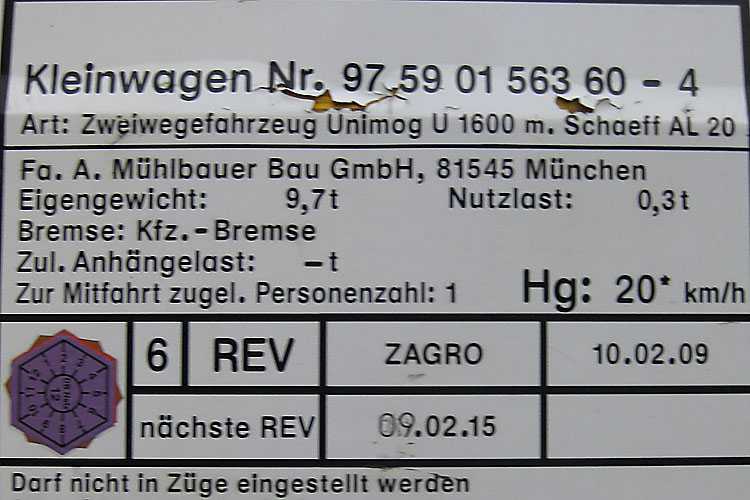 Kleinwagen Nr. 97 59 01 563 60 - 4
Art: Zweiwegefahrzeug Unimog U 1600 m. Schaeff AL 20
Fa. A. Mühlbauer Bau GmbH, 81545 München
Eigengewicht: 9,7t Nutzlast: 0,3t
Bremse: Kfz.-Bremse
Zul. Anhängelast: -t
Zur Mitfahrt zugel. Personenzahl: 1 Hg: 20* km/h
6 REV ZAGRO 10.02.09
nächste REV 09.02.15
Darf nicht in Züge eingestellt werden